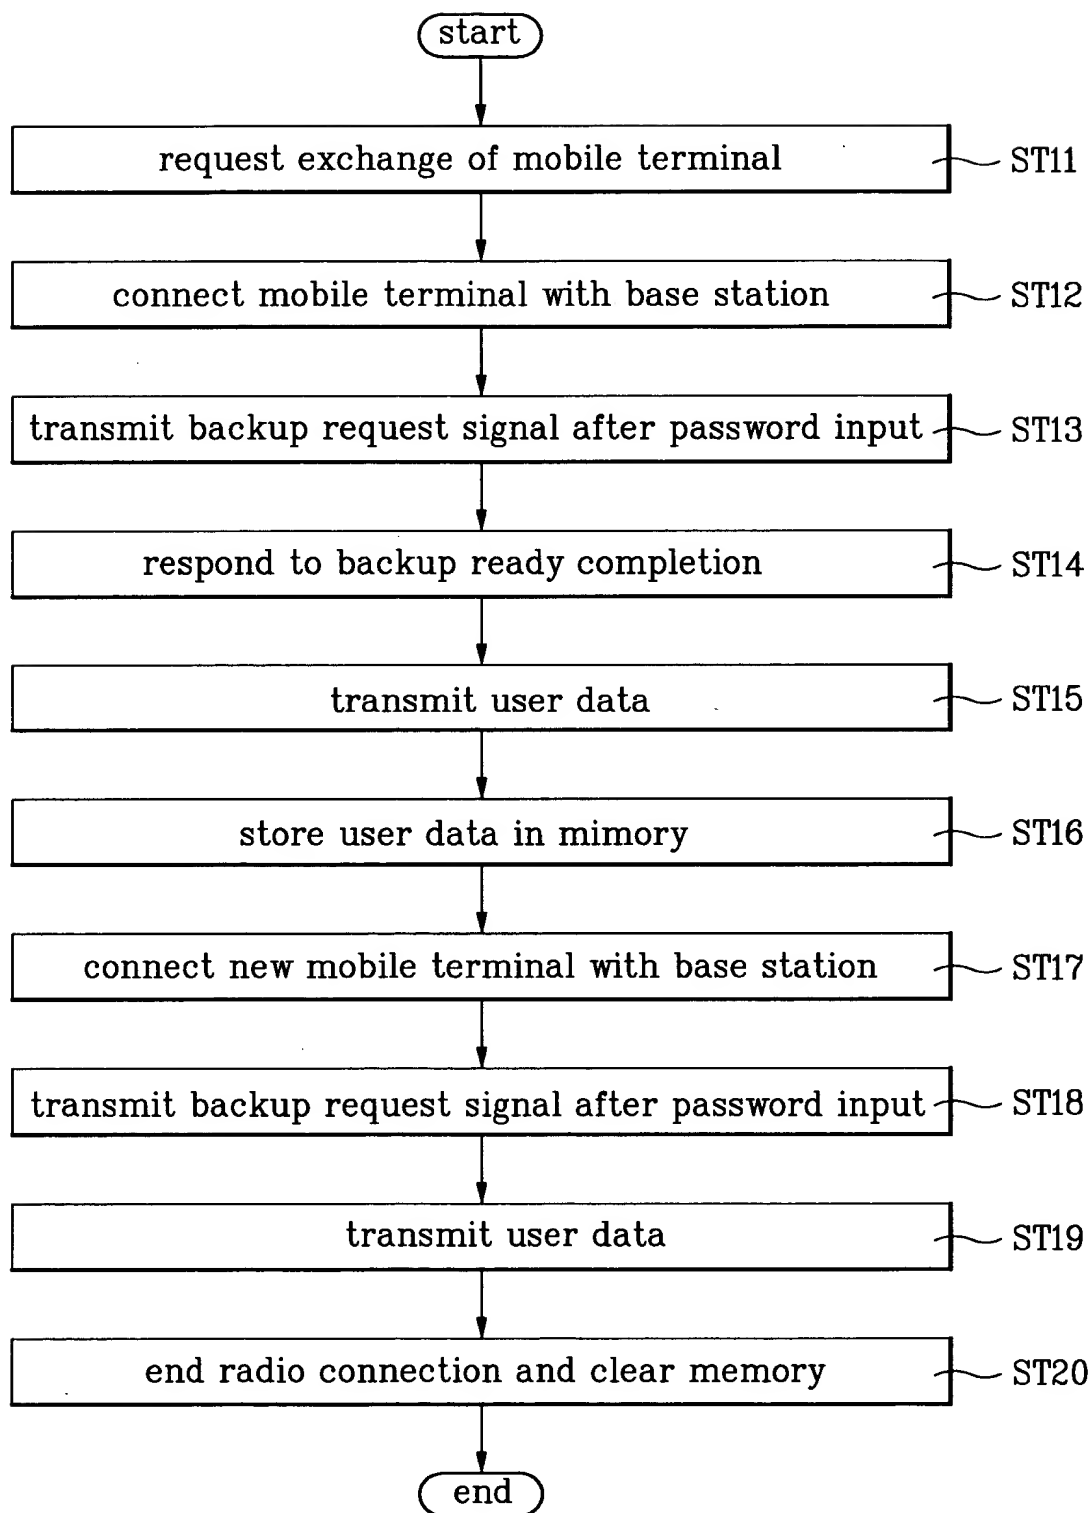 start
request exchange of mobile terminal ST11
connect mobile terminal with base station ST12
transmit backup request signal after password input ST13
respond to backup ready completion ST14
transmit user data ST15
store user data in mimory ST16
connect new mobile terminal with base station ST17
transmit backup request signal after password input ST18
transmit user data ST19
end radio connection and clear memory ST20
end